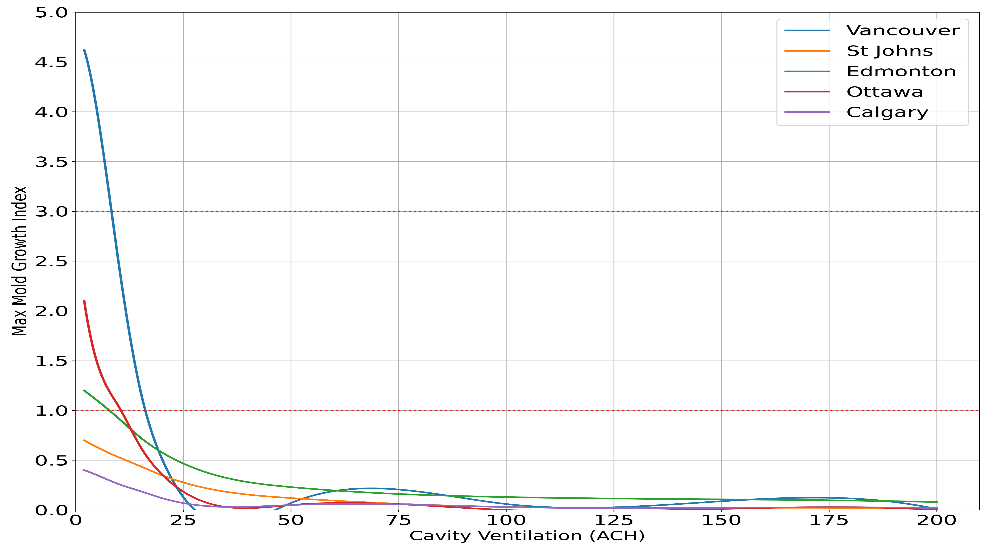 5.0
4.5
4.0
3.5
3.0
2.5
2.0
1.5
1.0
0.5
0.0
Max Mold Growth Index
Vancouver
St Johns
Edmonton
Ottawa
Calgary
0 25 50 75 100 125 150 175 200
Cavity Ventilation (ACH)